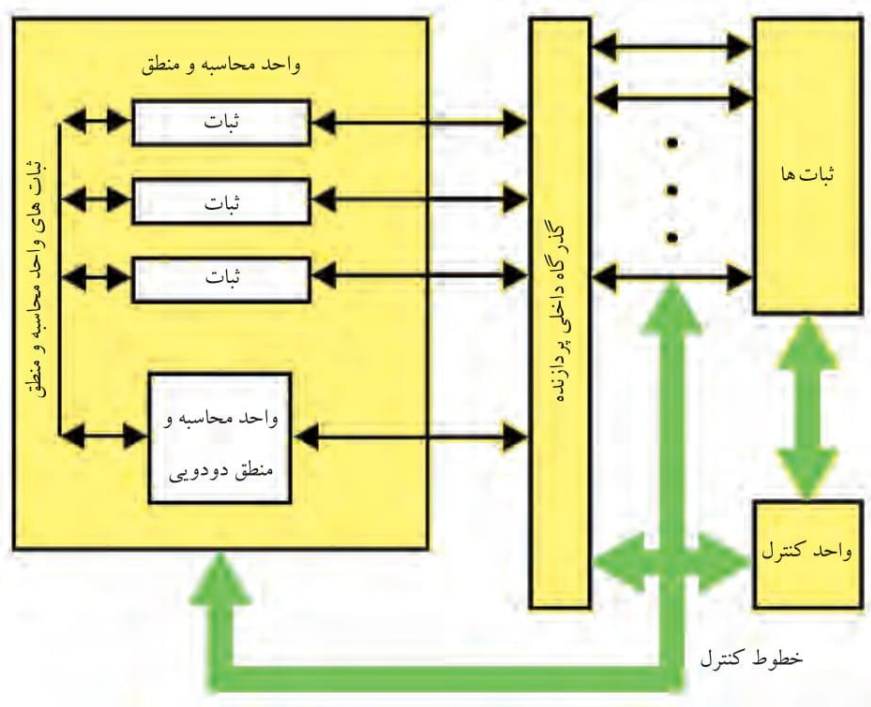 واحد محاسبه و منطق
ثبات
ثبات
ثبات
ثبات های واحد محاسبه و منطق
واحد محاسبه و
منطق دودویی
گذرگاه داخلی پردازنده
ثبات‌ها
واحد کنترل
خطوط کنترل